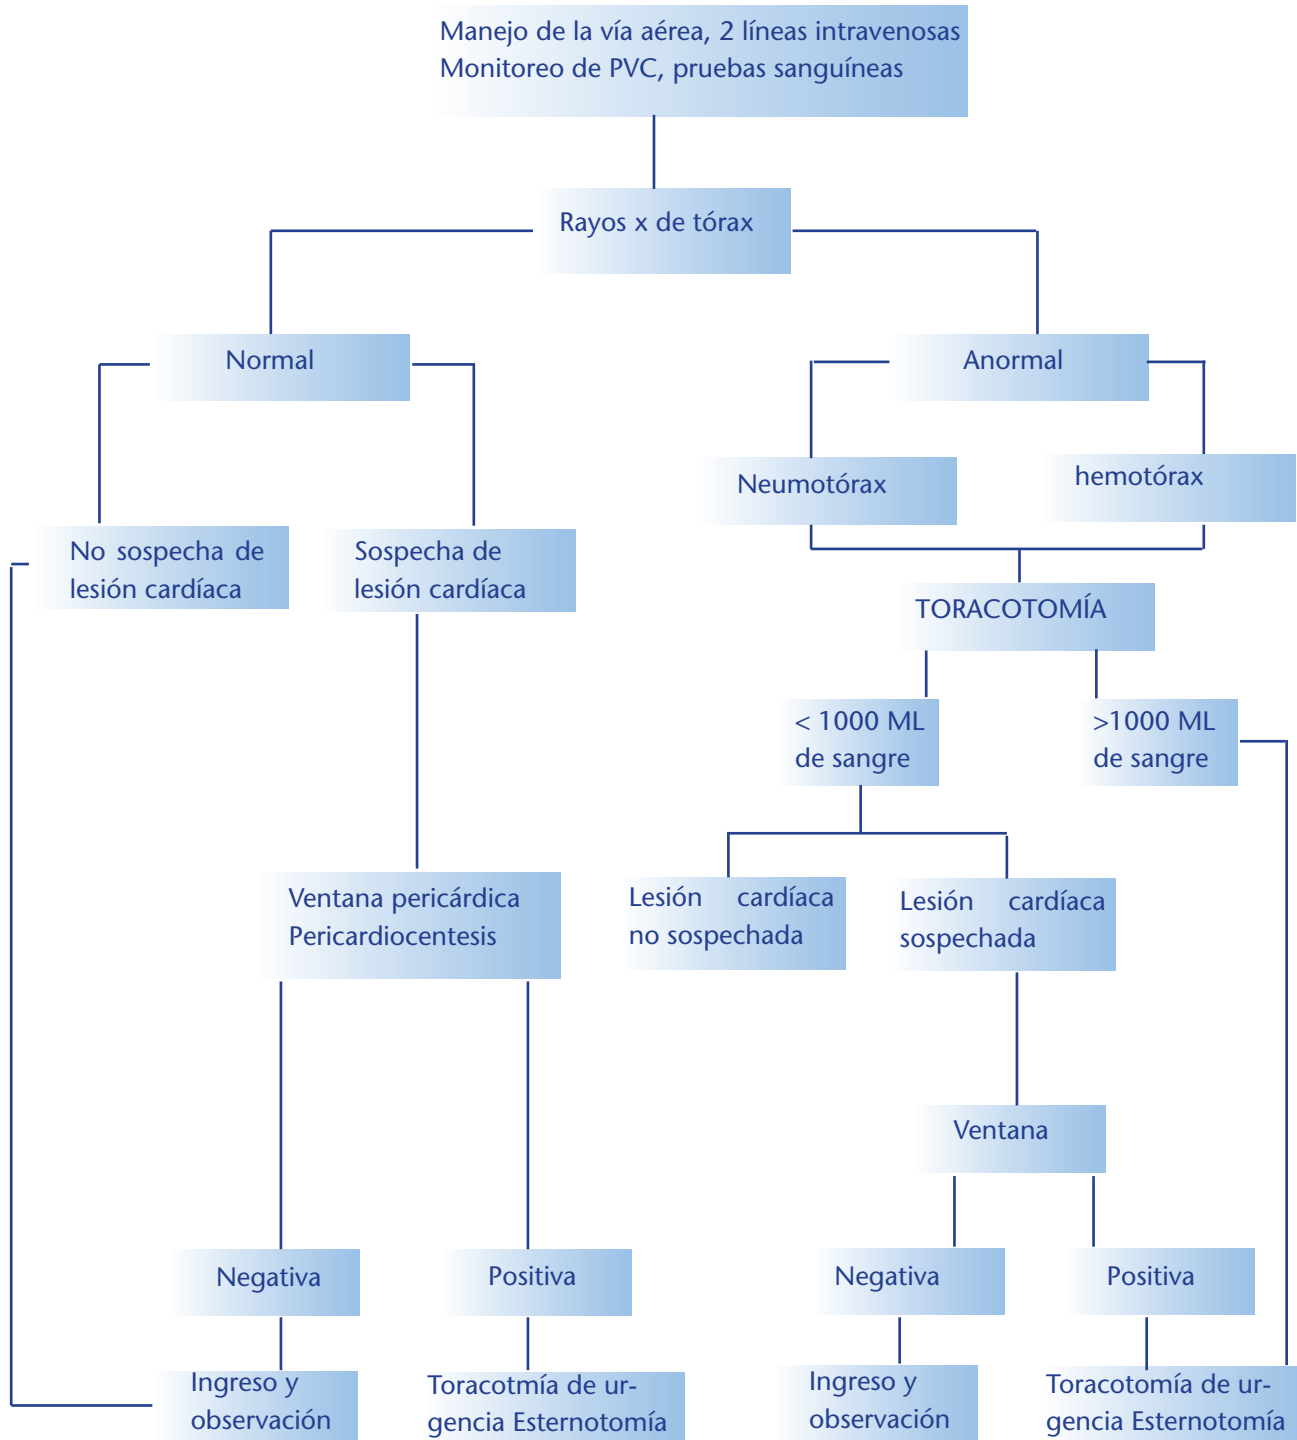 Manejo de la vía aérea, 2 líneas intravenosas
Monitoreo de PVC, pruebas sanguíneas
Rayos x de tórax
Normal
Anormal
Neumotórax
hemotórax
No sospecha de
lesión cardíaca
Sospecha de
lesión cardíaca
TORACOTOMÍA
< 1000 ML
de sangre
>1000 ML
de sangre
Ventana pericárdica
Pericardiocentesis
Lesión cardíaca
no sospechada
Lesión cardíaca
sospechada
Ventana
Negativa
Positiva
Negativa
Positiva
Ingreso y
observación
Toracotmía de ur-
gencia Esternotomía
Ingreso y
observación
Toracotomía de ur-
gencia Esternotomía